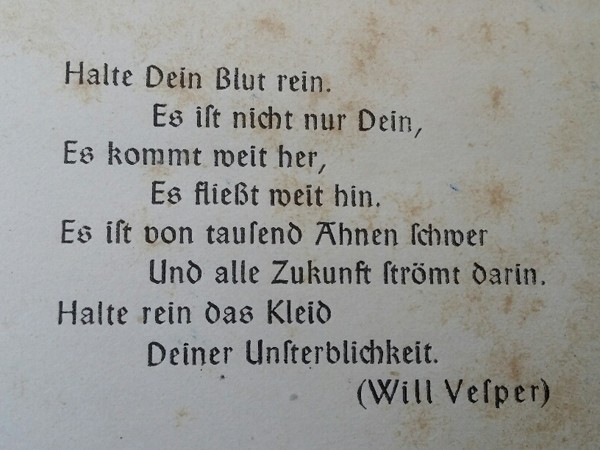 Halte Dein Blut rein.
Es iſt nicht nur Dein,
Es kommt weit her,
Es fließt weit hin.
Es iſt von tauſend Ahnen ſchwer
Und alle Zukunft ſtrömt darin.
Halte rein das Kleid
Deiner Unſterblichkeit.
(Will Veſper)